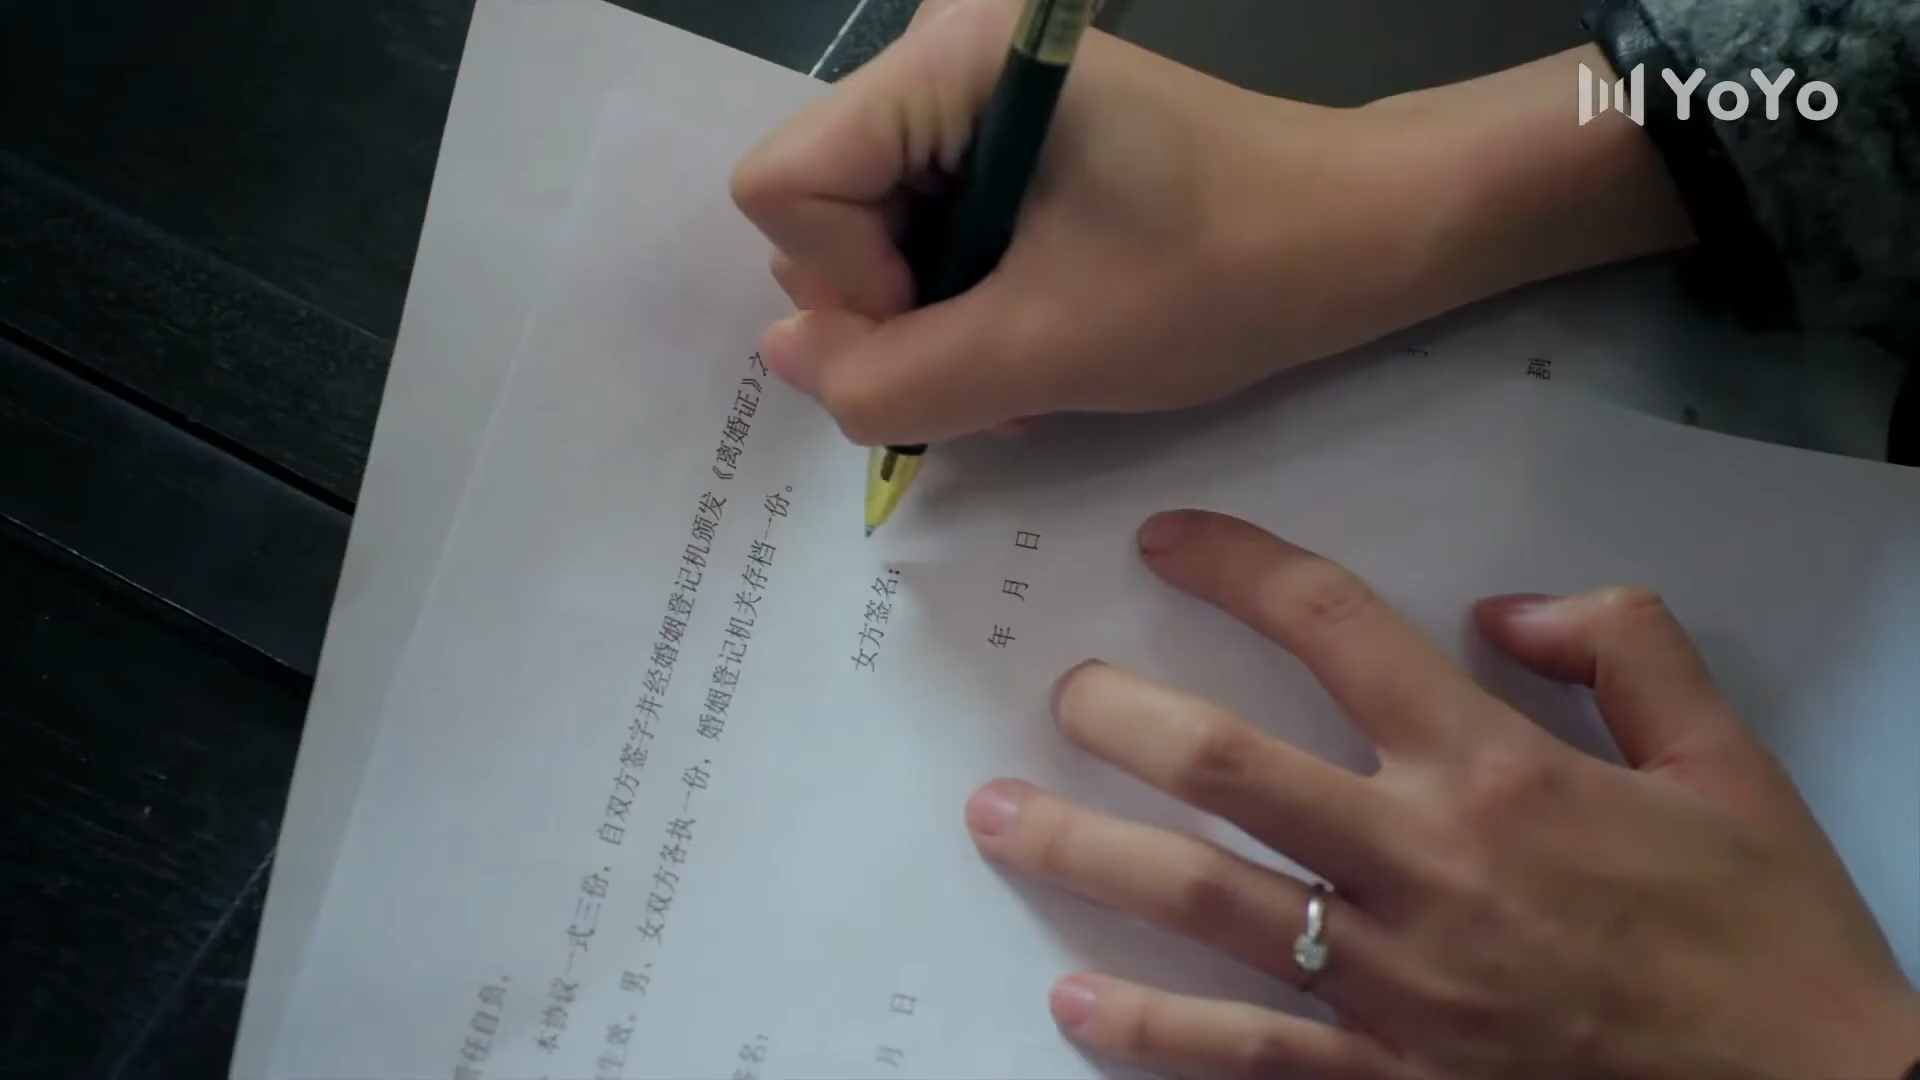 YoYo
责任自负。
本协议一式三份，自双方签字并经婚姻登记机颁发《离婚证》之
生效。男、女双方各执一份，婚姻登记机关存档一份。
签名：
女方签名：
月 日
年 月 日
割